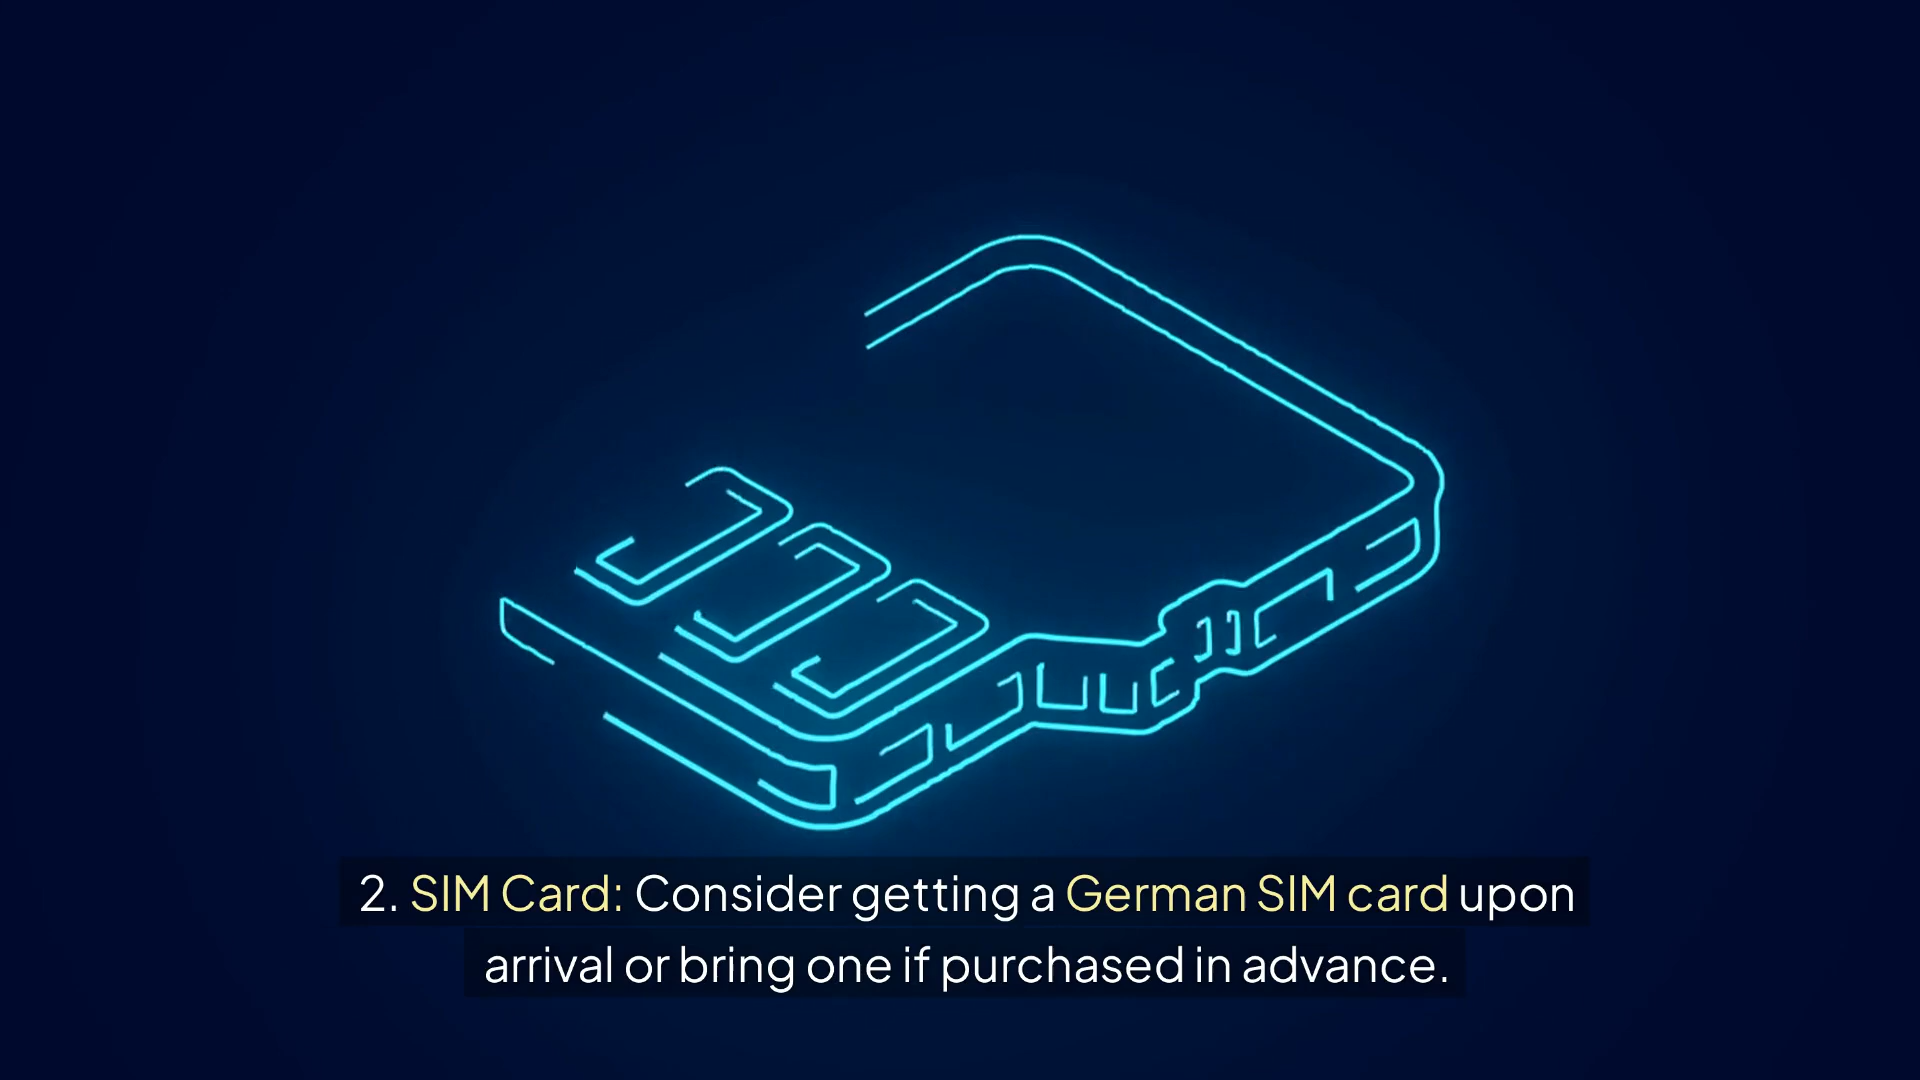 2. SIM Card: Consider getting a German SIM card upon
arrival or bring one if purchased in advance.